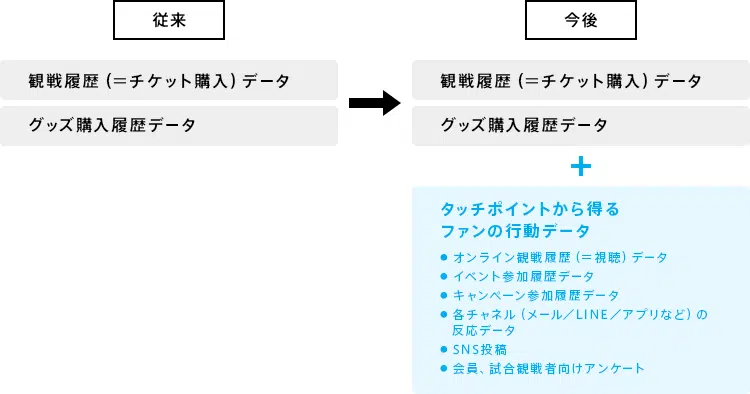 従来
観戦履歴(＝チケット購入)データ
グッズ購入履歴データ
今後
観戦履歴(＝チケット購入)データ
グッズ購入履歴データ
+
タッチポイントから得る
ファンの行動データ
● オンライン観戦履歴(＝視聴)データ
● イベント参加履歴データ
● キャンペーン参加履歴データ
● 各チャネル(メール／LINE／アプリなど)の
反応データ
● SNS投稿
● 会員、試合観戦者向けアンケート